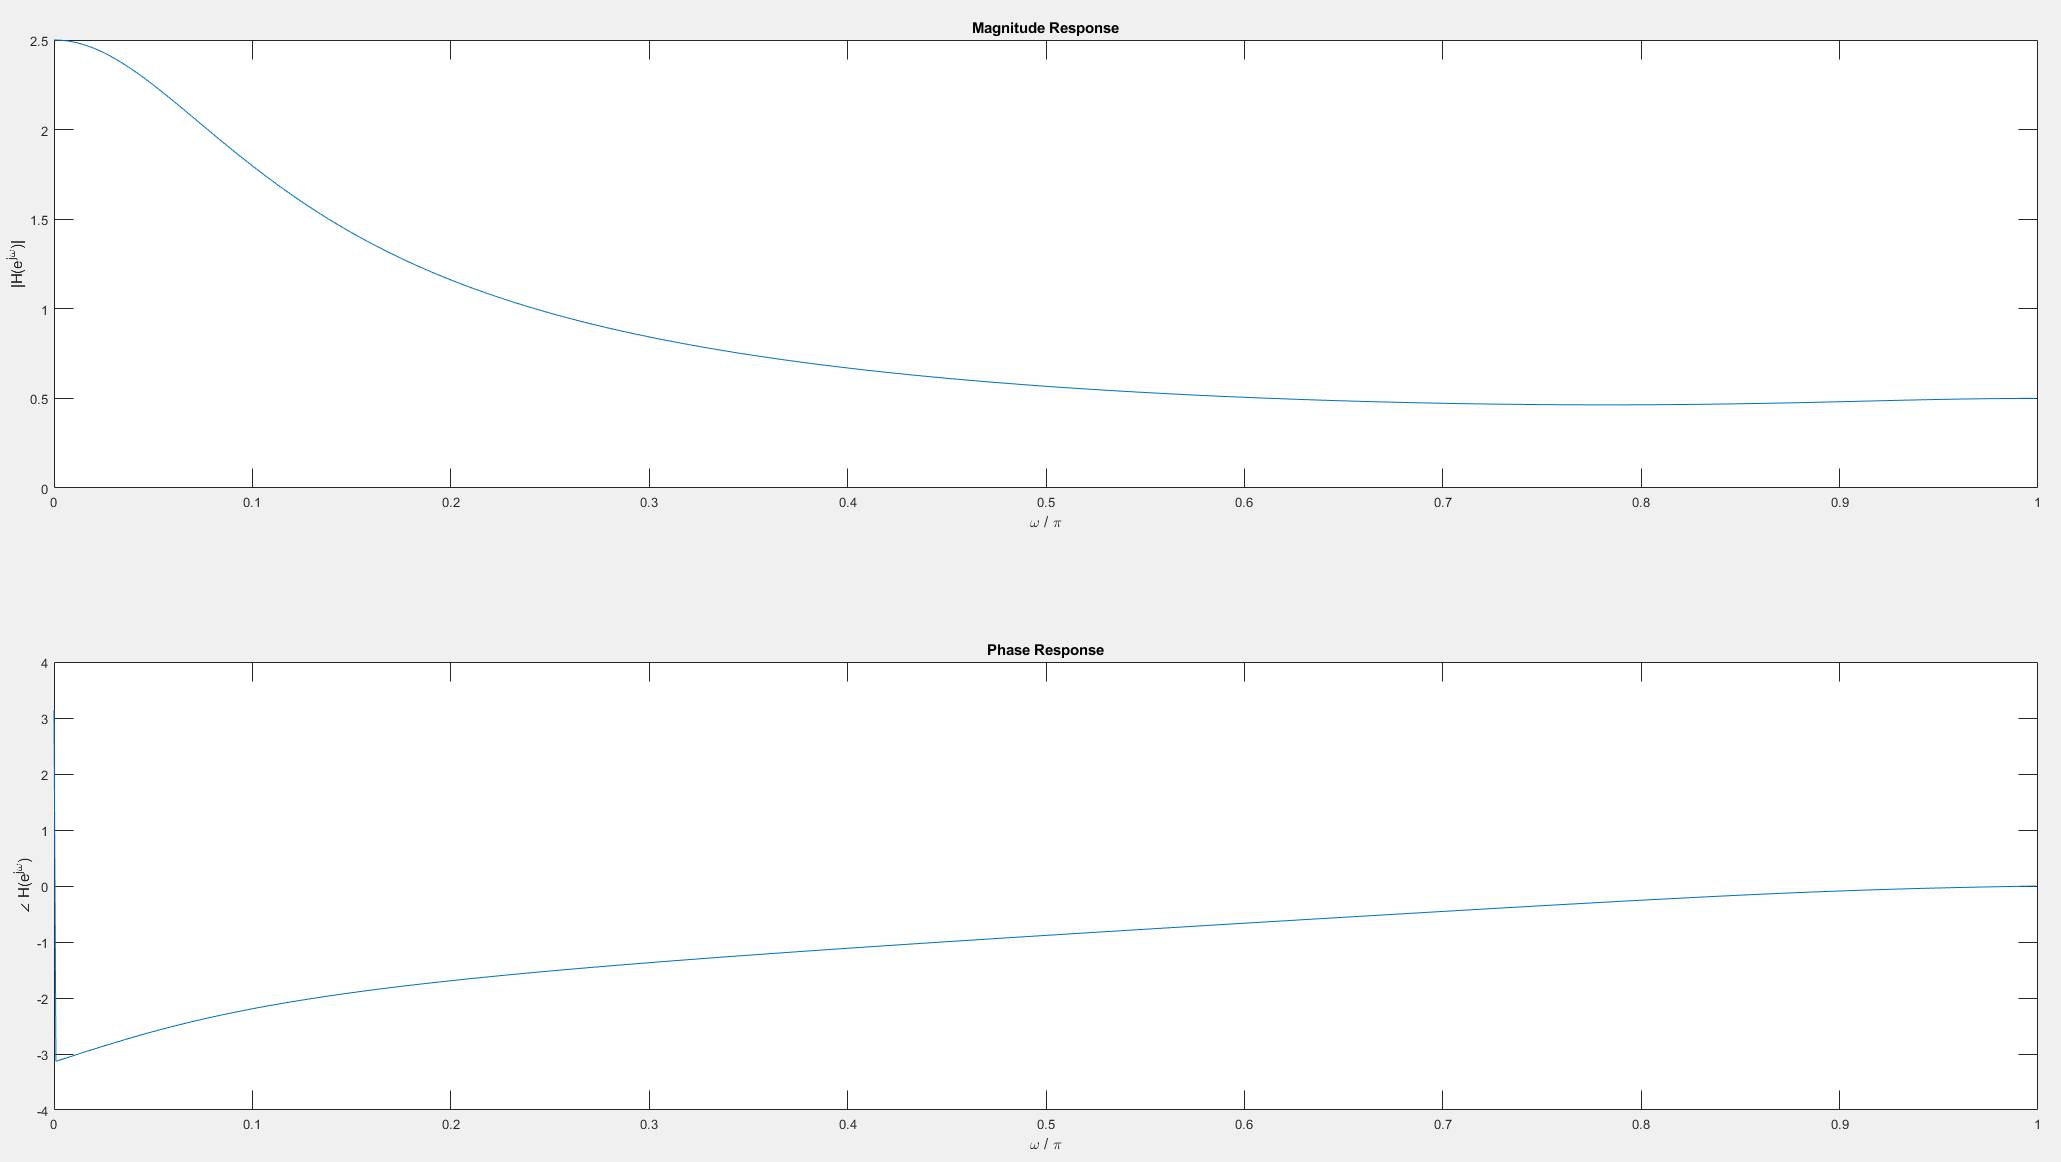 Magnitude Response
2.5
2
1.5
1
0.5
0
|H(e^jω)|
0 0.1 0.2 0.3 0.4 0.5 0.6 0.7 0.8 0.9 1
ω / π
Phase Response
4
3
2
1
0
-1
-2
-3
-4
∠ H(e^jω)
0 0.1 0.2 0.3 0.4 0.5 0.6 0.7 0.8 0.9 1
ω / π